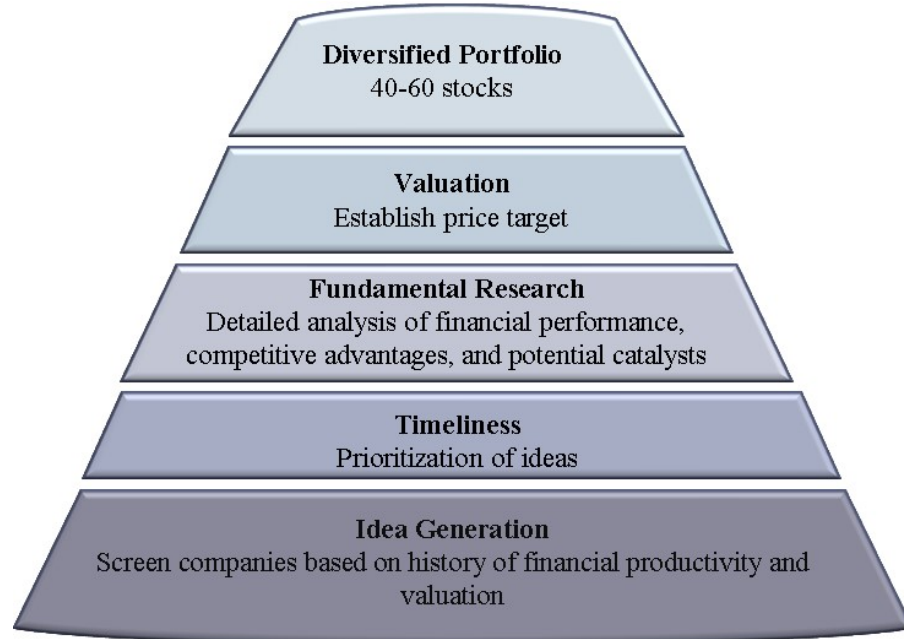 Diversified Portfolio
40-60 stocks
Valuation
Establish price target
Fundamental Research
Detailed analysis of financial performance,
competitive advantages, and potential catalysts
Timeliness
Prioritization of ideas
Idea Generation
Screen companies based on history of financial productivity and
valuation